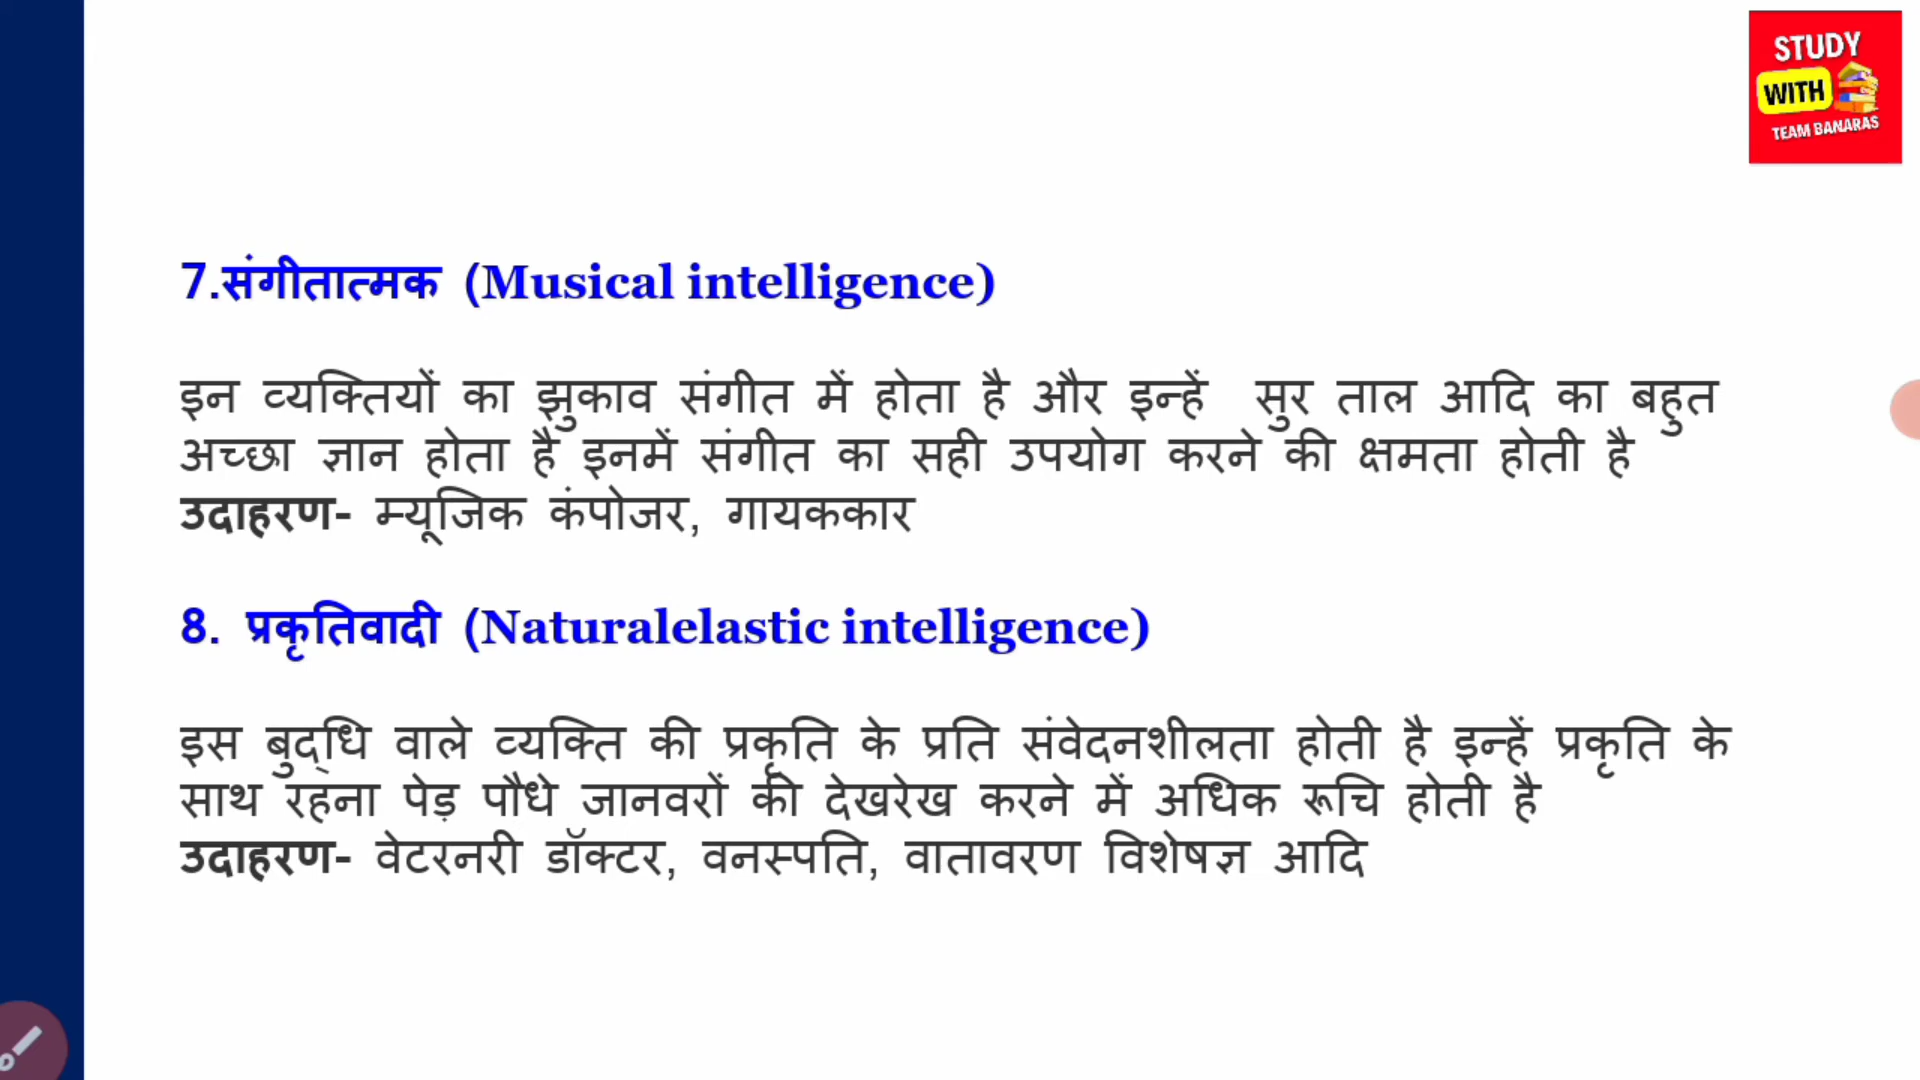 STUDY
WITH
TEAM BANARAS
7.संगीतात्मक (Musical intelligence)
इन व्यक्तियों का झुकाव संगीत में होता है और इन्हें सुर ताल आदि का बहुत
अच्छा ज्ञान होता है इनमें संगीत का सही उपयोग करने की क्षमता होती है
उदाहरण- म्यूजिक कंपोजर, गायककार
8. प्रकृतिवादी (Naturalelastic intelligence)
इस बुद्धि वाले व्यक्ति की प्रकृति के प्रति संवेदनशीलता होती है इन्हें प्रकृति के
साथ रहना पेड़ पौधे जानवरों की देखरेख करने में अधिक रूचि होती है
उदाहरण- वेटरनरी डॉक्टर, वनस्पति, वातावरण विशेषज्ञ आदि